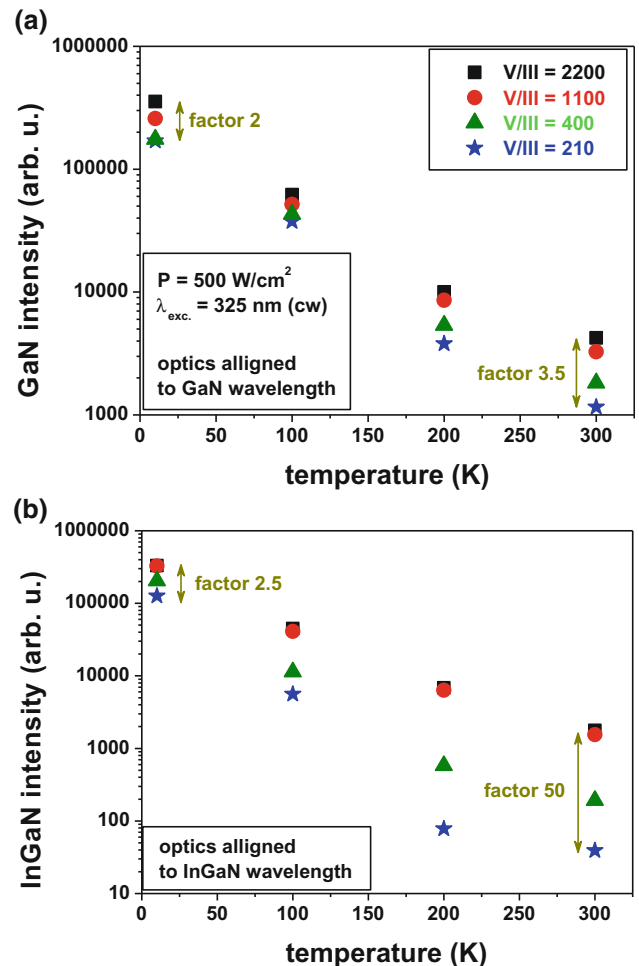 (a)
1000000
100000
10000
1000
GaN intensity (arb. u.)
factor 2
V/III = 2200
V/III = 1100
V/III = 400
V/III = 210
P = 500 W/cm²
λexc. = 325 nm (cw)
optics alligned
to GaN wavelength
factor 3.5
0 50 100 150 200 250 300
temperature (K)
(b)
1000000
100000
10000
1000
100
10
InGaN intensity (arb. u.)
factor 2.5
factor 50
optics alligned
to InGaN wavelength
0 50 100 150 200 250 300
temperature (K)